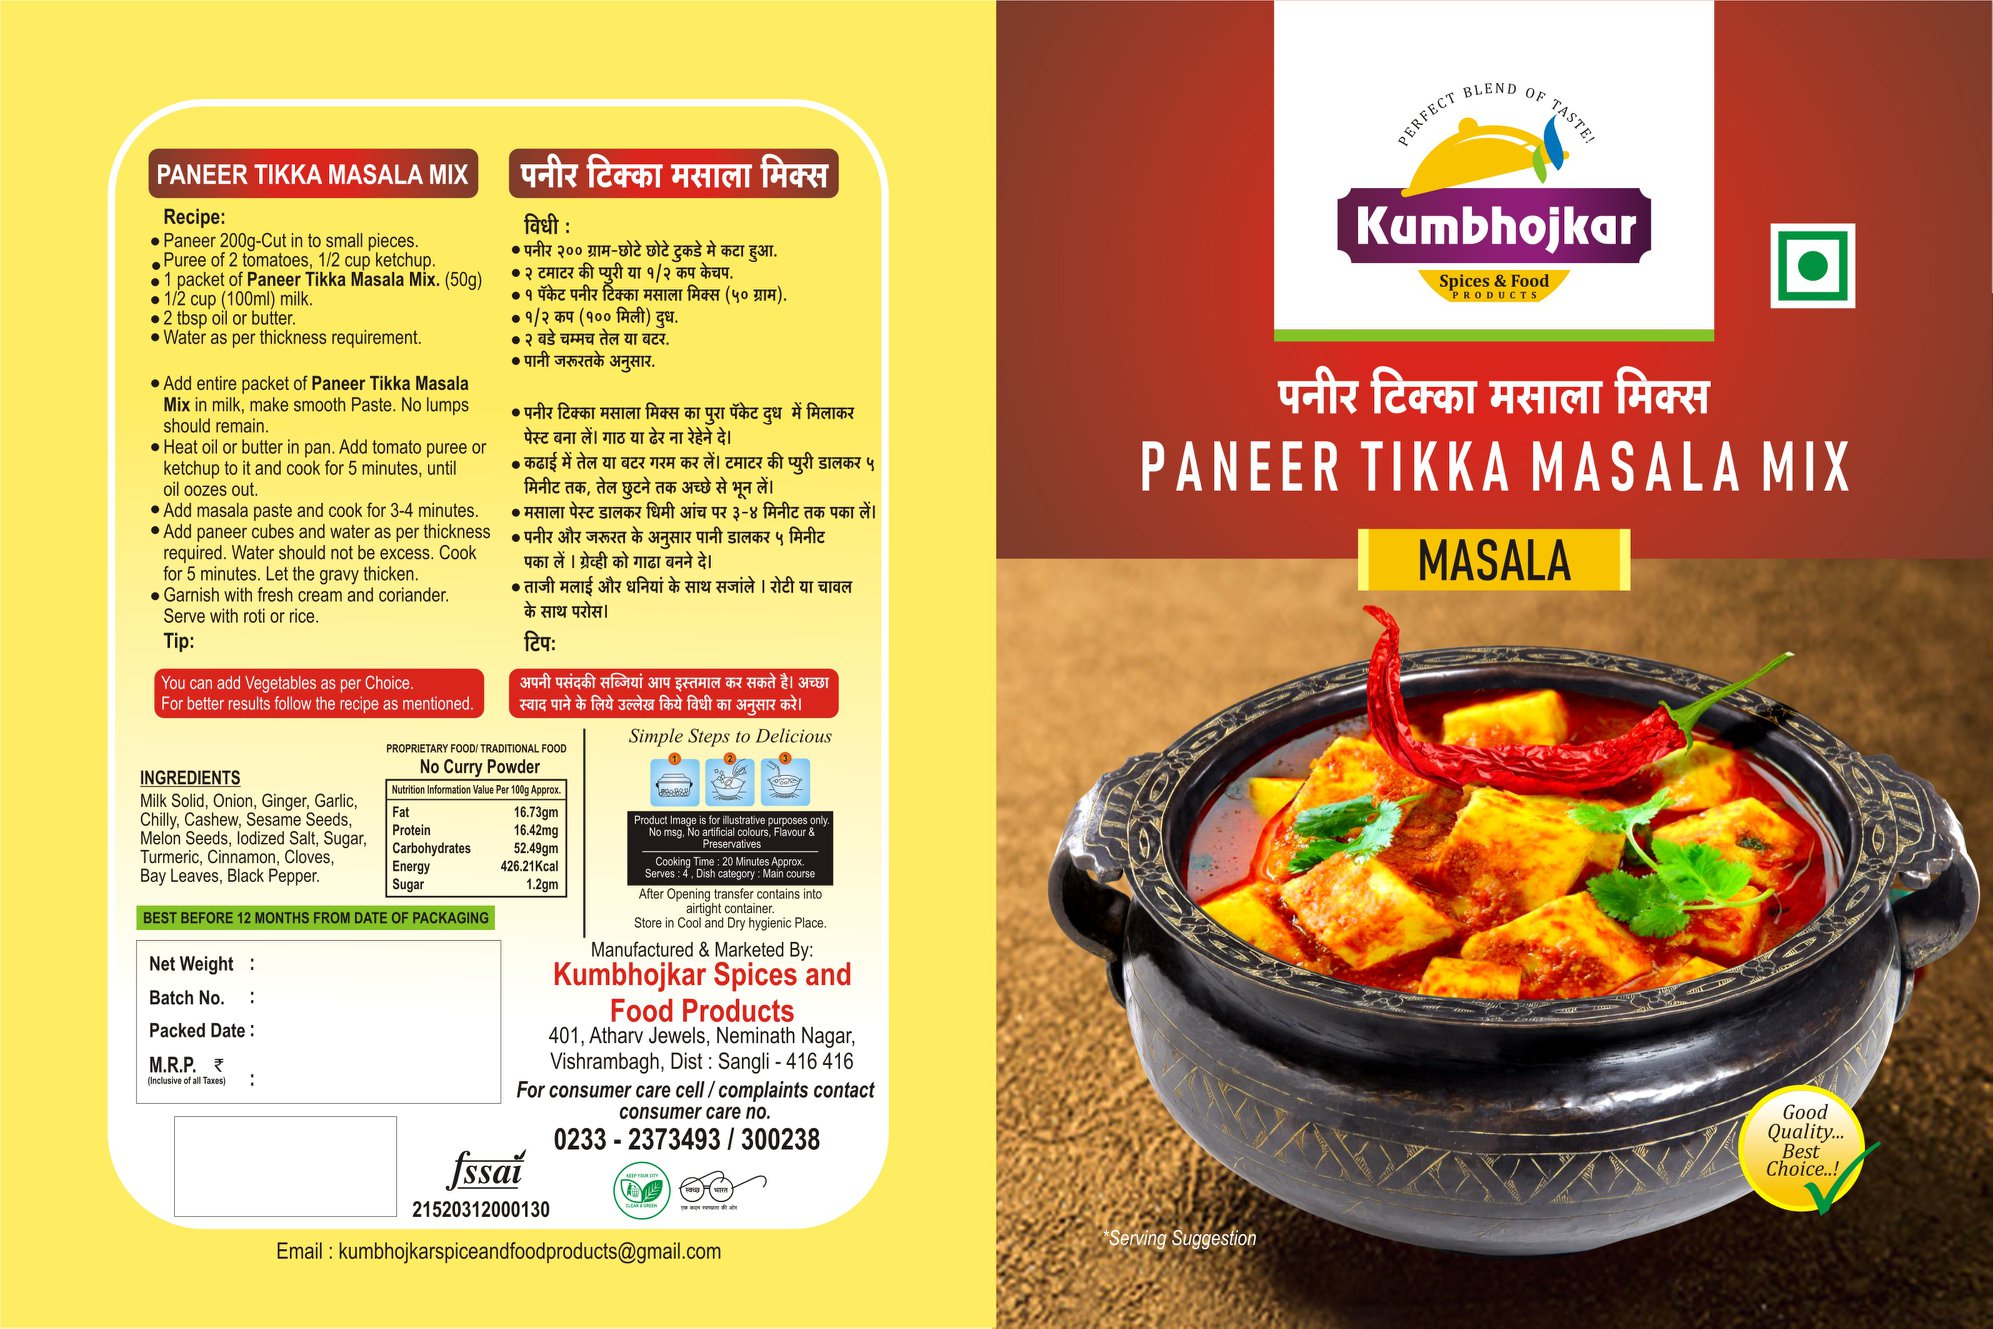 PANEER TIKKA MASALA MIX
Recipe:
● Paneer 200g-Cut in to small pieces.
● Puree of 2 tomatoes, 1/2 cup ketchup.
● 1 packet of Paneer Tikka Masala Mix. (50g)
● 1/2 cup (100ml) milk.
● 2 tbsp oil or butter.
● Water as per thickness requirement.
● Add entire packet of Paneer Tikka Masala
Mix in milk, make smooth Paste. No lumps
should remain.
● Heat oil or butter in pan. Add tomato puree or
ketchup to it and cook for 5 minutes, until
oil oozes out.
● Add masala paste and cook for 3-4 minutes.
● Add paneer cubes and water as per thickness
required. Water should not be excess. Cook
for 5 minutes. Let the gravy thicken.
● Garnish with fresh cream and coriander.
Serve with roti or rice.
Tip:
You can add Vegetables as per Choice.
For better results follow the recipe as mentioned.
पनीर टिक्का मसाला मिक्स
विधी :
● पनीर २०० ग्राम-छोटे छोटे टुकडे मे कटा हुआ.
● २ टमाटर की प्युरी या १/२ कप केचप.
● १ पॅकेट पनीर टिक्का मसाला मिक्स (५० ग्राम).
● १/२ कप (१०० मिली) दुध.
● २ बडे चम्मच तेल या बटर.
● पानी जरूरतके अनुसार.
● पनीर टिक्का मसाला मिक्स का पुरा पॅकेट दुध में मिलाकर
पेस्ट बना लें। गाठ या ढेर ना रेहेने दे।
● कढाई में तेल या बटर गरम कर लें। टमाटर की प्युरी डालकर ५
मिनीट तक, तेल छुटने तक अच्छे से भून लें।
● मसाला पेस्ट डालकर धिमी आंच पर ३-४ मिनीट तक पका लें।
● पनीर और जरूरत के अनुसार पानी डालकर ५ मिनीट
पका लें । ग्रेव्ही को गाढा बनने दे।
● ताजी मलाई और धनियां के साथ सजांले । रोटी या चावल
के साथ परोस।
टिप:
अपनी पसंदकी सब्जियां आप इस्तमाल कर सकते है। अच्छा
स्वाद पाने के लिये उल्लेख किये विधी का अनुसार करे।
INGREDIENTS
Milk Solid, Onion, Ginger, Garlic,
Chilly, Cashew, Sesame Seeds,
Melon Seeds, Iodized Salt, Sugar,
Turmeric, Cinnamon, Cloves,
Bay Leaves, Black Pepper.
PROPRIETARY FOOD/ TRADITIONAL FOOD
No Curry Powder
Nutrition Information Value Per 100g Approx.
Fat 16.73gm
Protein 16.42mg
Carbohydrates 52.49gm
Energy 426.21Kcal
Sugar 1.2gm
BEST BEFORE 12 MONTHS FROM DATE OF PACKAGING
Net Weight :
Batch No. :
Packed Date :
M.R.P. ₹
(Inclusive of all Taxes) :
fssai
21520312000130
Simple Steps to Delicious
1 2 3
Product Image is for illustrative purposes only.
No msg, No artificial colours, Flavour &
Preservatives
Cooking Time : 20 Minutes Approx.
Serves : 4 , Dish category : Main course
After Opening transfer contains into
airtight container.
Store in Cool and Dry hygienic Place.
Manufactured & Marketed By:
Kumbhojkar Spices and
Food Products
401, Atharv Jewels, Neminath Nagar,
Vishrambagh, Dist : Sangli - 416 416
For consumer care cell / complaints contact
consumer care no.
0233 - 2373493 / 300238
KEEP YOUR CITY
CLEAN & GREEN
स्वच्छ भारत
एक कदम स्वच्छता की ओर
Email : kumbhojkarspiceandfoodproducts@gmail.com
PERFECT BLEND OF TASTE!
Kumbhojkar
Spices & Food
PRODUCTS
पनीर टिक्का मसाला मिक्स
PANEER TIKKA MASALA MIX
MASALA
Good
Quality...
Best
Choice..!
*Serving Suggestion